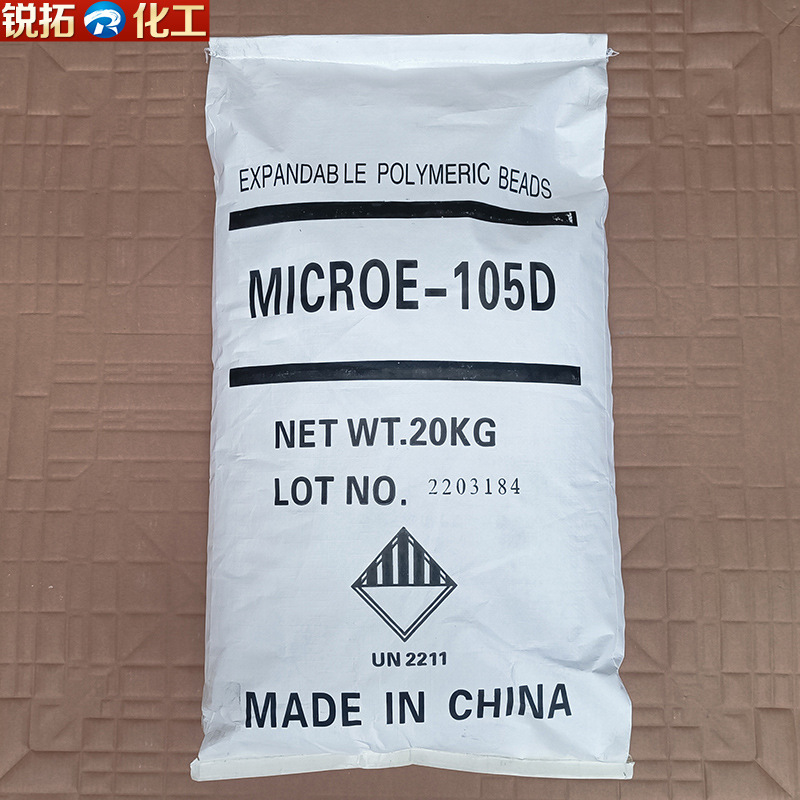 锐拓 R 化工
EXPANDABLE POLYMERIC BEADS
MICROE-105D
NET WT.20KG
LOT NO. 2203184
UN 2211
MADE IN CHINA